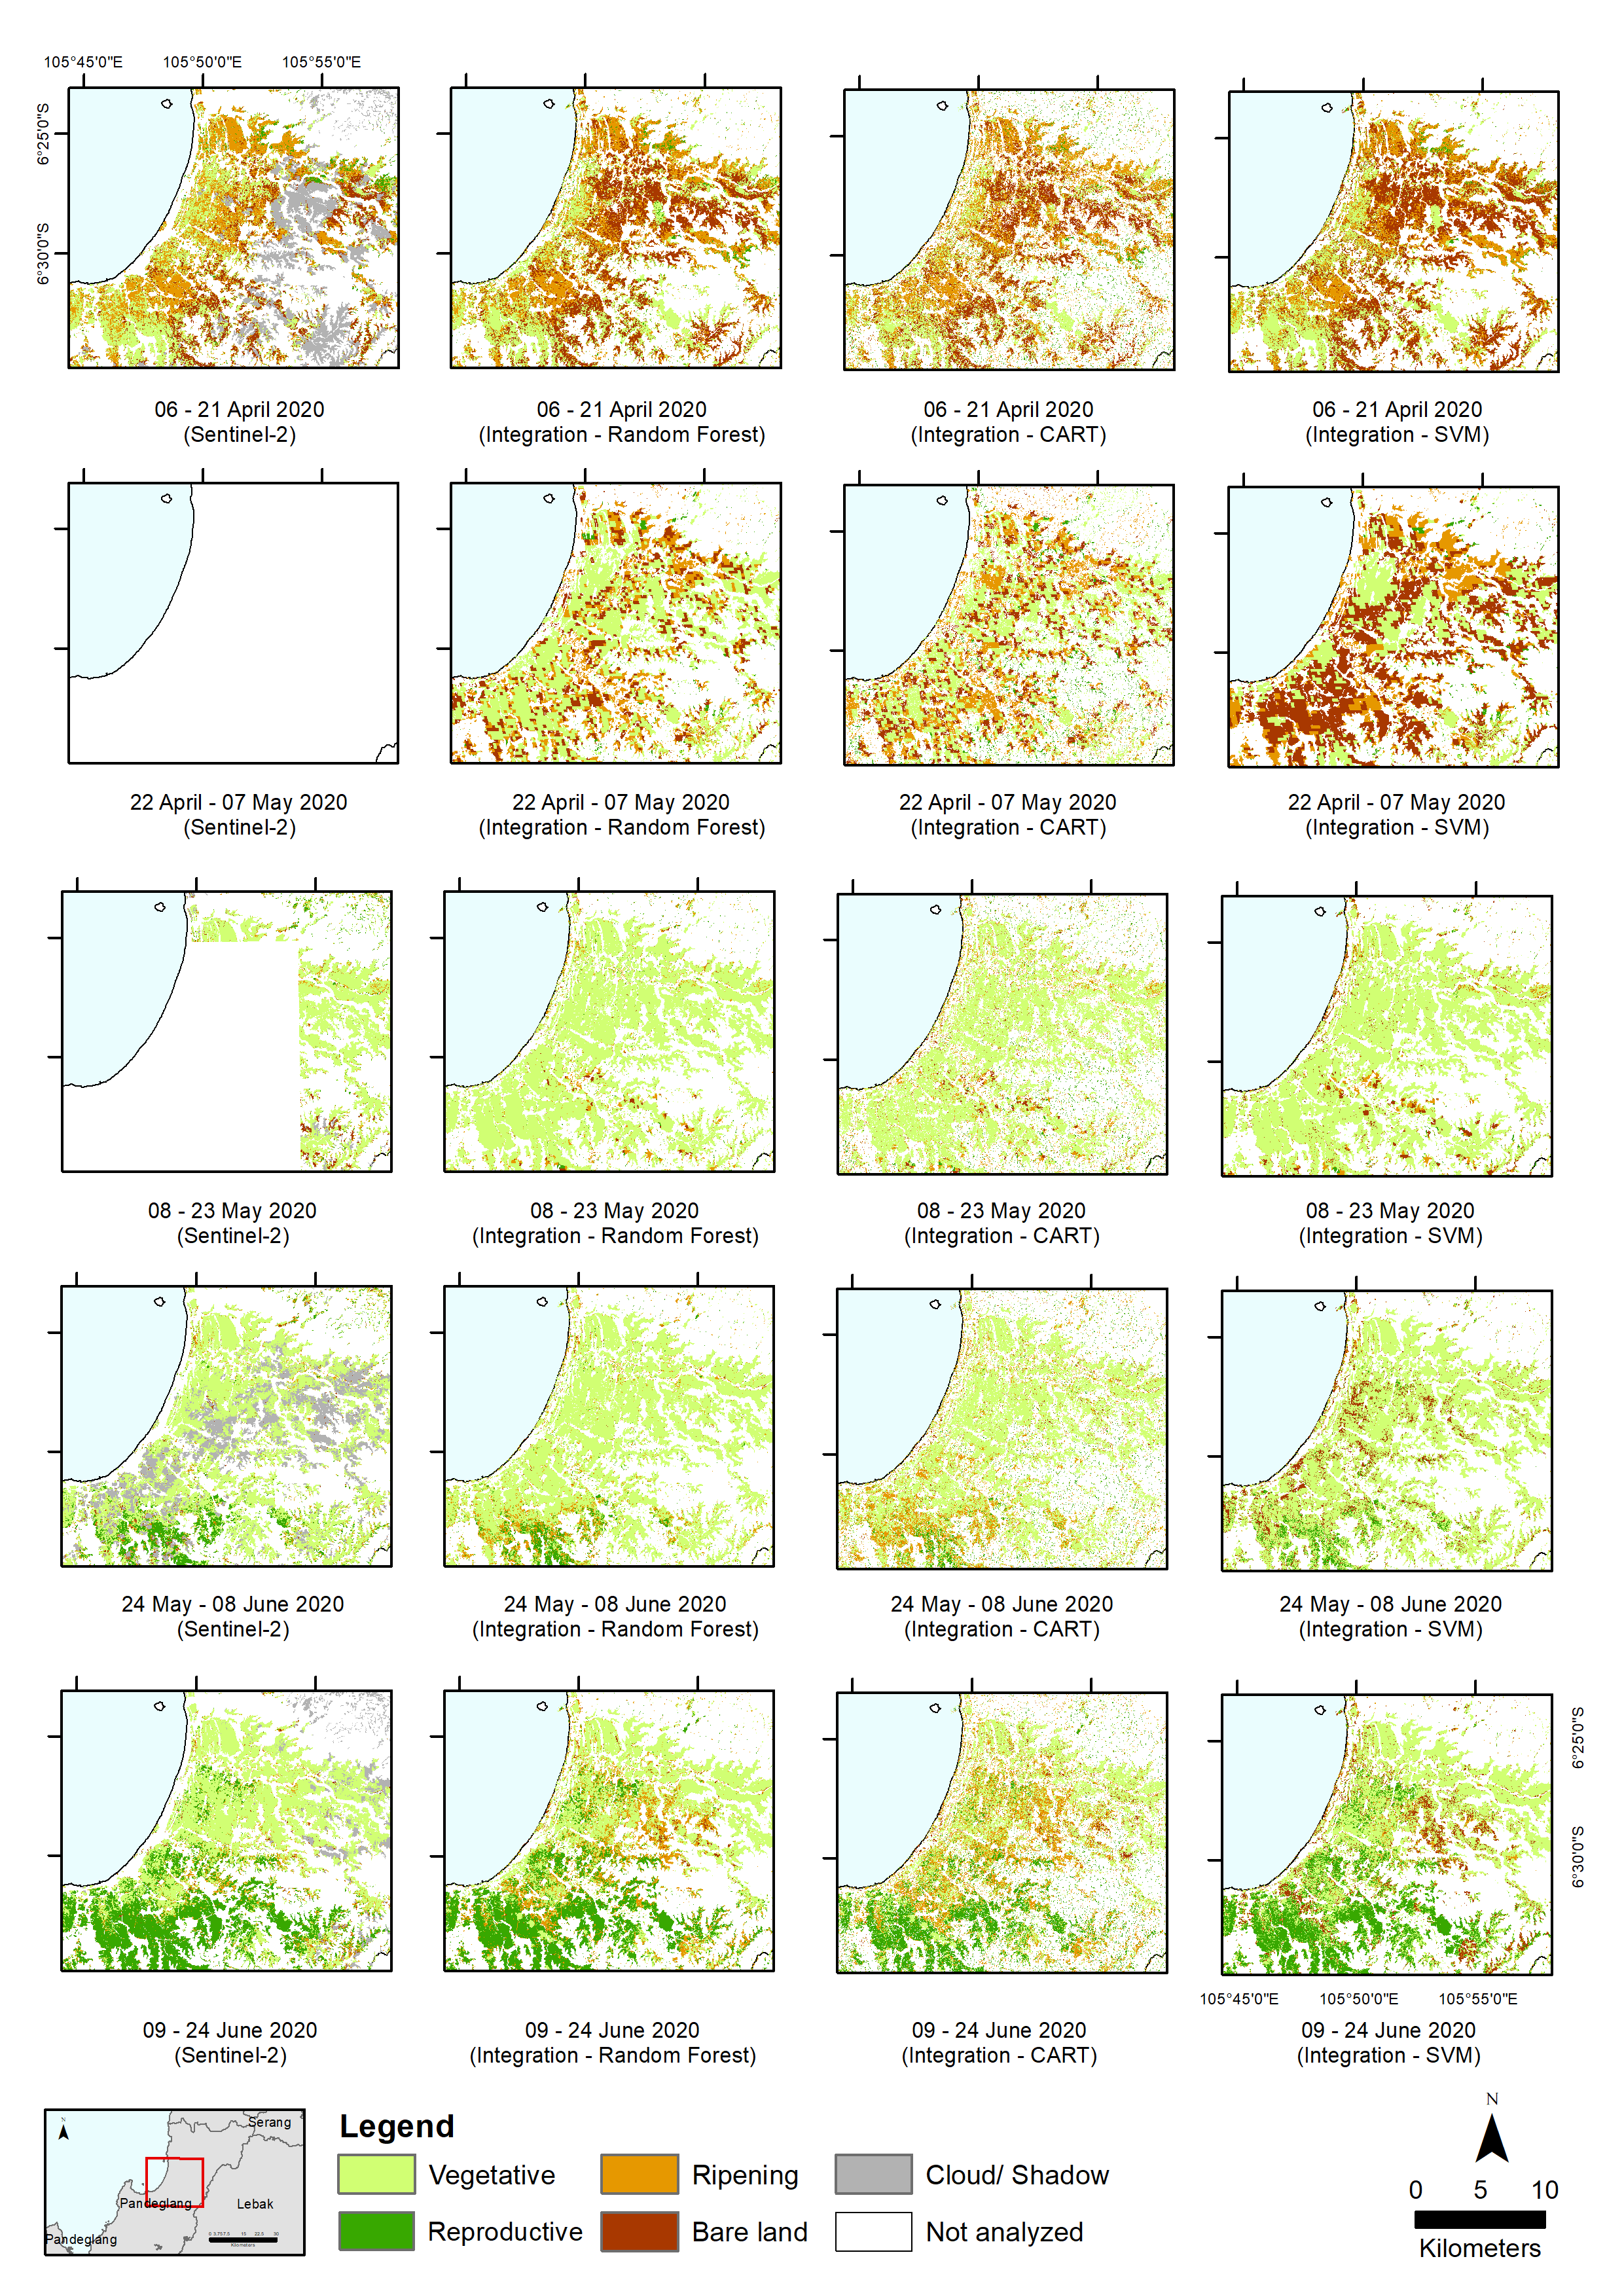 105°45'0"E 105°50'0"E 105°55'0"E
6°25'0"S
6°30'0"S
06 - 21 April 2020
(Sentinel-2)
06 - 21 April 2020
(Integration - Random Forest)
06 - 21 April 2020
(Integration - CART)
06 - 21 April 2020
(Integration - SVM)
22 April - 07 May 2020
(Sentinel-2)
22 April - 07 May 2020
(Integration - Random Forest)
22 April - 07 May 2020
(Integration - CART)
22 April - 07 May 2020
(Integration - SVM)
08 - 23 May 2020
(Sentinel-2)
08 - 23 May 2020
(Integration - Random Forest)
08 - 23 May 2020
(Integration - CART)
08 - 23 May 2020
(Integration - SVM)
24 May - 08 June 2020
(Sentinel-2)
24 May - 08 June 2020
(Integration - Random Forest)
24 May - 08 June 2020
(Integration - CART)
24 May - 08 June 2020
(Integration - SVM)
6°25'0"S
6°30'0"S
105°45'0"E 105°50'0"E 105°55'0"E
09 - 24 June 2020
(Sentinel-2)
09 - 24 June 2020
(Integration - Random Forest)
09 - 24 June 2020
(Integration - CART)
09 - 24 June 2020
(Integration - SVM)
N
Serang
Pandeglang
Lebak
Pandeglang
0 3.757.5 15 22.5 30
Kilometers
Legend
Vegetative
Ripening
Cloud/ Shadow
Reproductive
Bare land
Not analyzed
N
0 5 10
Kilometers